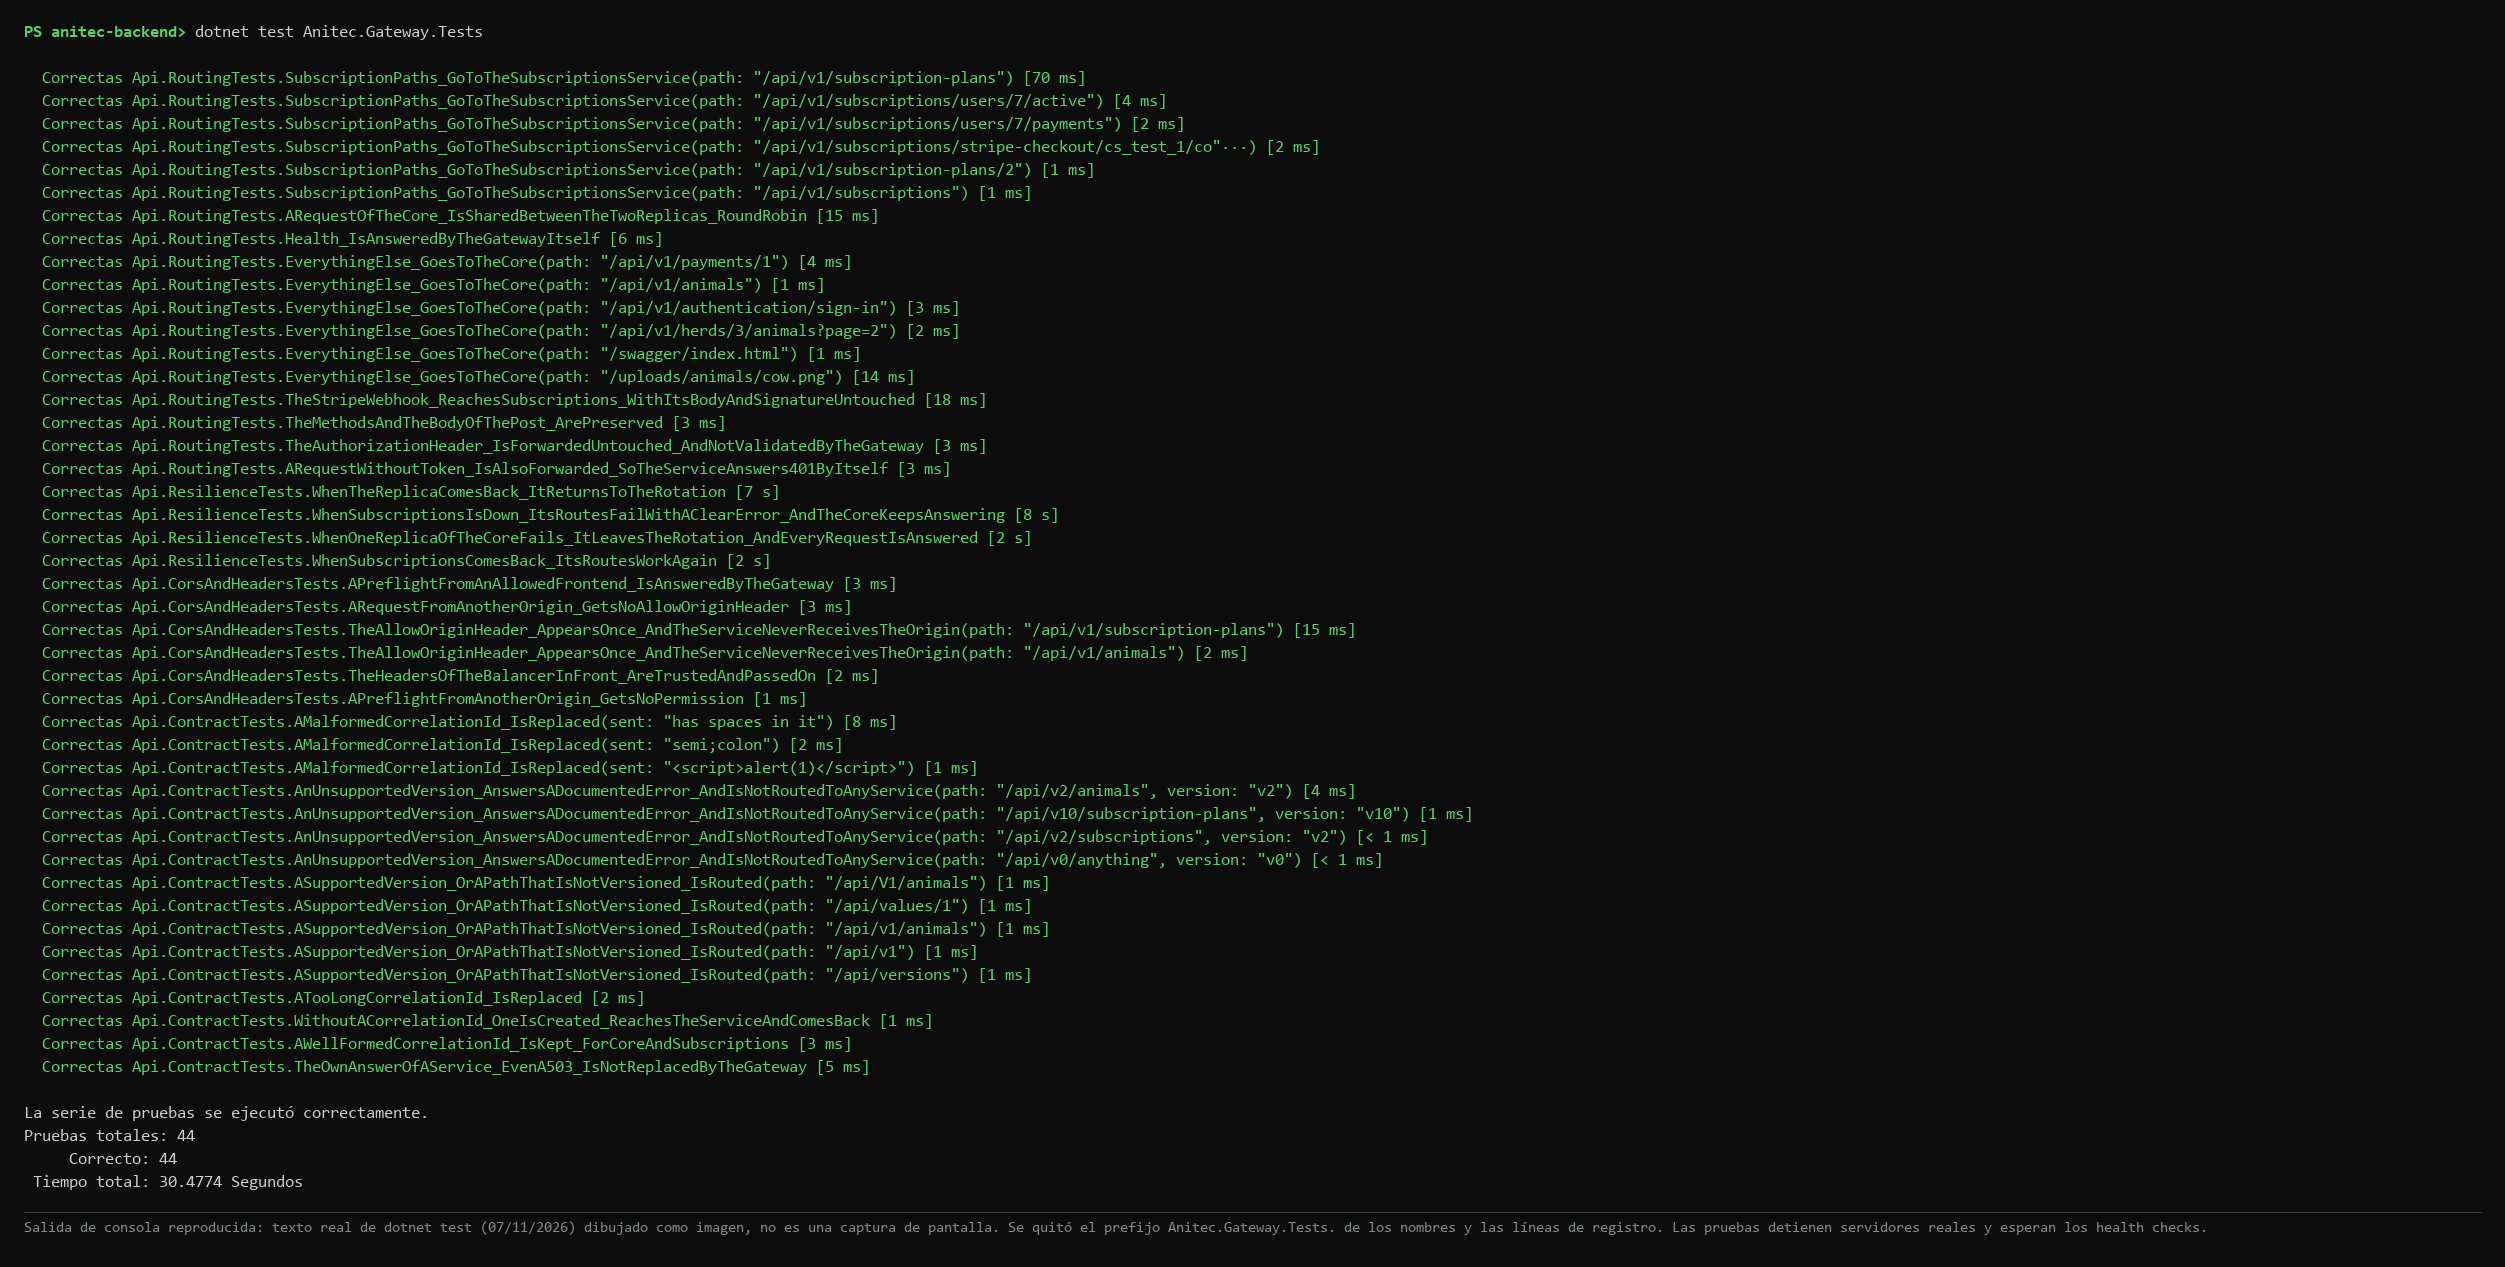 PS anitec-backend> dotnet test Anitec.Gateway.Tests
Correctas Api.RoutingTests.SubscriptionPaths_GoToTheSubscriptionsService(path: "/api/v1/subscription-plans") [70 ms]
Correctas Api.RoutingTests.SubscriptionPaths_GoToTheSubscriptionsService(path: "/api/v1/subscriptions/users/7/active") [4 ms]
Correctas Api.RoutingTests.SubscriptionPaths_GoToTheSubscriptionsService(path: "/api/v1/subscriptions/users/7/payments") [2 ms]
Correctas Api.RoutingTests.SubscriptionPaths_GoToTheSubscriptionsService(path: "/api/v1/subscriptions/stripe-checkout/cs_test_1/co"···) [2 ms]
Correctas Api.RoutingTests.SubscriptionPaths_GoToTheSubscriptionsService(path: "/api/v1/subscription-plans/2") [1 ms]
Correctas Api.RoutingTests.SubscriptionPaths_GoToTheSubscriptionsService(path: "/api/v1/subscriptions") [1 ms]
Correctas Api.RoutingTests.ARequestOfTheCore_IsSharedBetweenTheTwoReplicas_RoundRobin [15 ms]
Correctas Api.RoutingTests.Health_IsAnsweredByTheGatewayItself [6 ms]
Correctas Api.RoutingTests.EverythingElse_GoesToTheCore(path: "/api/v1/payments/1") [4 ms]
Correctas Api.RoutingTests.EverythingElse_GoesToTheCore(path: "/api/v1/animals") [1 ms]
Correctas Api.RoutingTests.EverythingElse_GoesToTheCore(path: "/api/v1/authentication/sign-in") [3 ms]
Correctas Api.RoutingTests.EverythingElse_GoesToTheCore(path: "/api/v1/herds/3/animals?page=2") [2 ms]
Correctas Api.RoutingTests.EverythingElse_GoesToTheCore(path: "/swagger/index.html") [1 ms]
Correctas Api.RoutingTests.EverythingElse_GoesToTheCore(path: "/uploads/animals/cow.png") [14 ms]
Correctas Api.RoutingTests.TheStripeWebhook_ReachesSubscriptions_WithItsBodyAndSignatureUntouched [18 ms]
Correctas Api.RoutingTests.TheMethodsAndTheBodyOfThePost_ArePreserved [3 ms]
Correctas Api.RoutingTests.TheAuthorizationHeader_IsForwardedUntouched_AndNotValidatedByTheGateway [3 ms]
Correctas Api.RoutingTests.ARequestWithoutToken_IsAlsoForwarded_SoTheServiceAnswers401ByItself [3 ms]
Correctas Api.ResilienceTests.WhenTheReplicaComesBack_ItReturnsToTheRotation [7 s]
Correctas Api.ResilienceTests.WhenSubscriptionsIsDown_ItsRoutesFailWithAClearError_AndTheCoreKeepsAnswering [8 s]
Correctas Api.ResilienceTests.WhenOneReplicaOfTheCoreFails_ItLeavesTheRotation_AndEveryRequestIsAnswered [2 s]
Correctas Api.ResilienceTests.WhenSubscriptionsComesBack_ItsRoutesWorkAgain [2 s]
Correctas Api.CorsAndHeadersTests.APreflightFromAnAllowedFrontend_IsAnsweredByTheGateway [3 ms]
Correctas Api.CorsAndHeadersTests.ARequestFromAnotherOrigin_GetsNoAllowOriginHeader [3 ms]
Correctas Api.CorsAndHeadersTests.TheAllowOriginHeader_AppearsOnce_AndTheServiceNeverReceivesTheOrigin(path: "/api/v1/subscription-plans") [15 ms]
Correctas Api.CorsAndHeadersTests.TheAllowOriginHeader_AppearsOnce_AndTheServiceNeverReceivesTheOrigin(path: "/api/v1/animals") [2 ms]
Correctas Api.CorsAndHeadersTests.TheHeadersOfTheBalancerInFront_AreTrustedAndPassedOn [2 ms]
Correctas Api.CorsAndHeadersTests.APreflightFromAnotherOrigin_GetsNoPermission [1 ms]
Correctas Api.ContractTests.AMalformedCorrelationId_IsReplaced(sent: "has spaces in it") [8 ms]
Correctas Api.ContractTests.AMalformedCorrelationId_IsReplaced(sent: "semi;colon") [2 ms]
Correctas Api.ContractTests.AMalformedCorrelationId_IsReplaced(sent: "<script>alert(1)</script>") [1 ms]
Correctas Api.ContractTests.AnUnsupportedVersion_AnswersADocumentedError_AndIsNotRoutedToAnyService(path: "/api/v2/animals", version: "v2") [4 ms]
Correctas Api.ContractTests.AnUnsupportedVersion_AnswersADocumentedError_AndIsNotRoutedToAnyService(path: "/api/v10/subscription-plans", version: "v10") [1 ms]
Correctas Api.ContractTests.AnUnsupportedVersion_AnswersADocumentedError_AndIsNotRoutedToAnyService(path: "/api/v2/subscriptions", version: "v2") [< 1 ms]
Correctas Api.ContractTests.AnUnsupportedVersion_AnswersADocumentedError_AndIsNotRoutedToAnyService(path: "/api/v0/anything", version: "v0") [< 1 ms]
Correctas Api.ContractTests.ASupportedVersion_OrAPathThatIsNotVersioned_IsRouted(path: "/api/V1/animals") [1 ms]
Correctas Api.ContractTests.ASupportedVersion_OrAPathThatIsNotVersioned_IsRouted(path: "/api/values/1") [1 ms]
Correctas Api.ContractTests.ASupportedVersion_OrAPathThatIsNotVersioned_IsRouted(path: "/api/v1/animals") [1 ms]
Correctas Api.ContractTests.ASupportedVersion_OrAPathThatIsNotVersioned_IsRouted(path: "/api/v1") [1 ms]
Correctas Api.ContractTests.ASupportedVersion_OrAPathThatIsNotVersioned_IsRouted(path: "/api/versions") [1 ms]
Correctas Api.ContractTests.ATooLongCorrelationId_IsReplaced [2 ms]
Correctas Api.ContractTests.WithoutACorrelationId_OneIsCreated_ReachesTheServiceAndComesBack [1 ms]
Correctas Api.ContractTests.AWellFormedCorrelationId_IsKept_ForCoreAndSubscriptions [3 ms]
Correctas Api.ContractTests.TheOwnAnswerOfAService_EvenA503_IsNotReplacedByTheGateway [5 ms]
La serie de pruebas se ejecutó correctamente.
Pruebas totales: 44
Correcto: 44
Tiempo total: 30.4774 Segundos
Salida de consola reproducida: texto real de dotnet test (07/11/2026) dibujado como imagen, no es una captura de pantalla. Se quitó el prefijo Anitec.Gateway.Tests. de los nombres y las líneas de registro. Las pruebas detienen servidores reales y esperan los health checks.